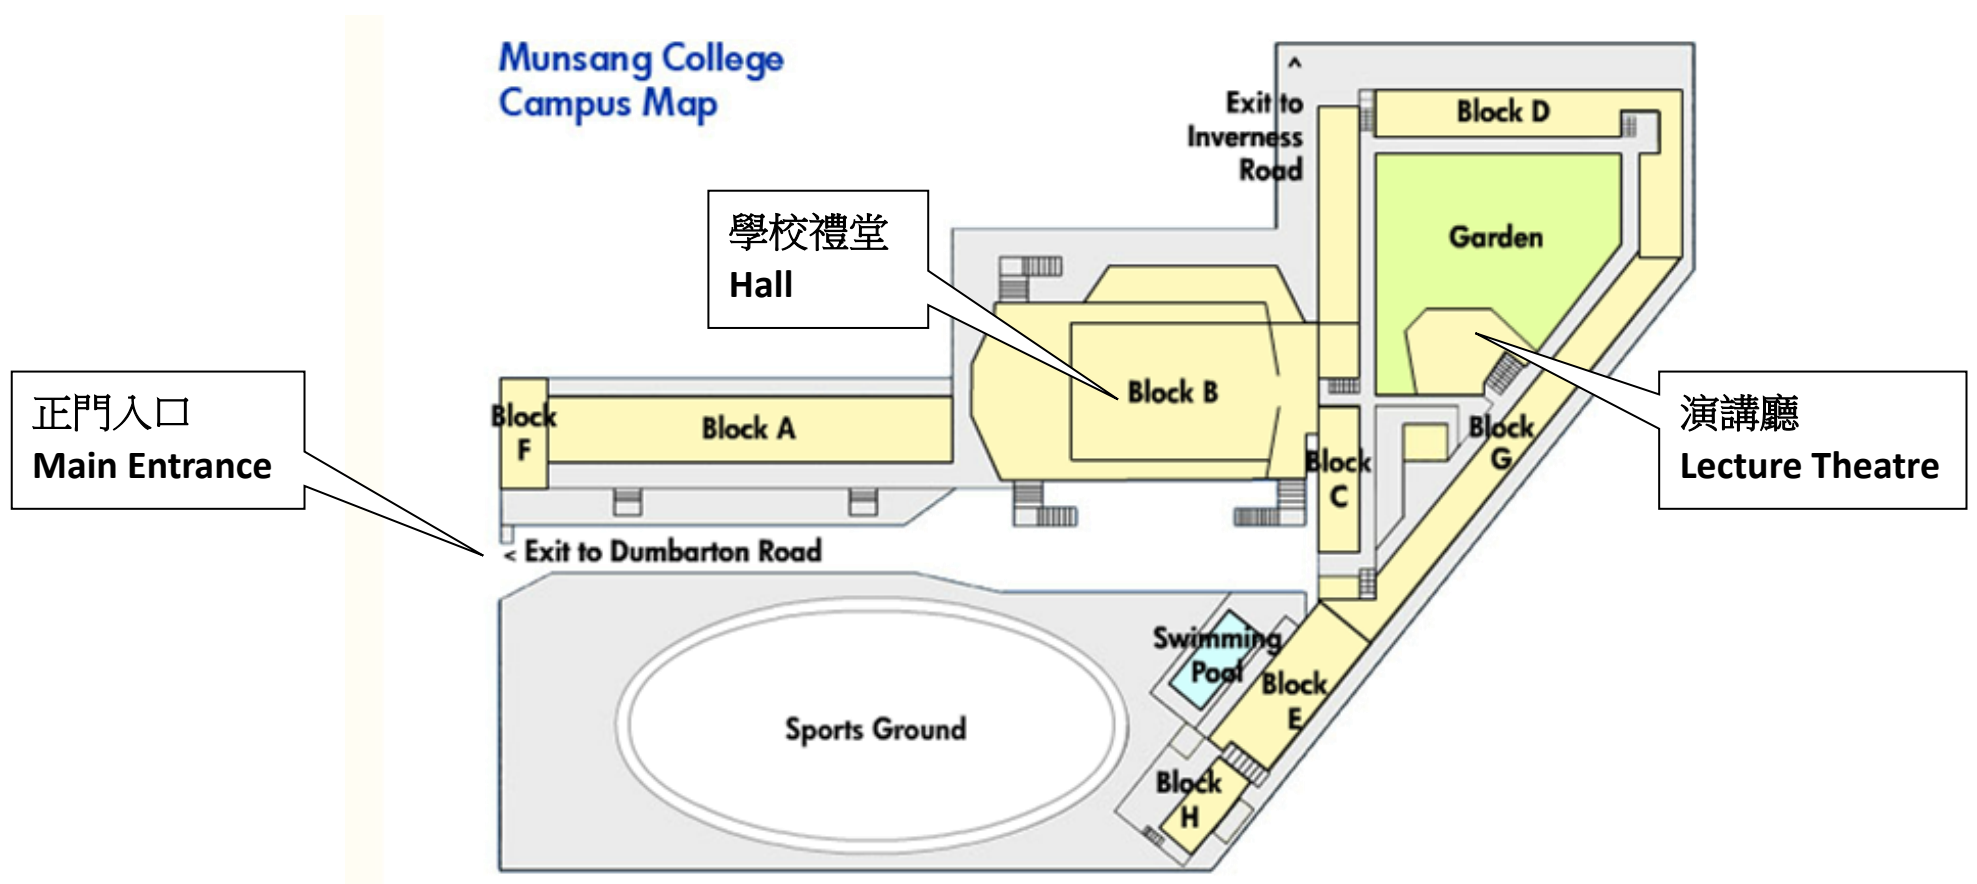 Munsang College
Campus Map
^
Exit to
Inverness
Road
Block D
Garden
學校禮堂
Hall
正門入口
Main Entrance
Block
F
Block A
Block B
Block
C
Block
G
演講廳
Lecture Theatre
< Exit to Dumbarton Road
Swimming
Pool
Block
E
Sports Ground
Block
H